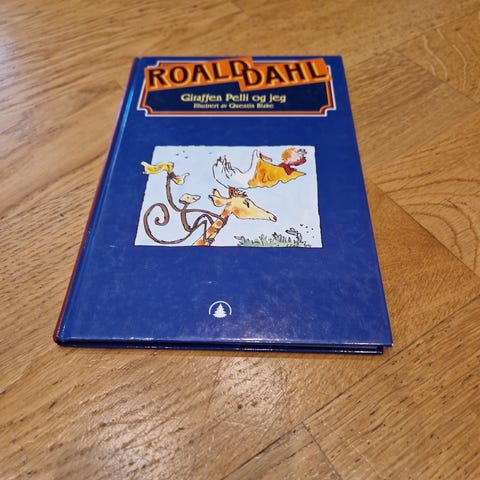 ROALD DAHL
Giraffen Pelli og jeg
Illustrert av Quentin Blake